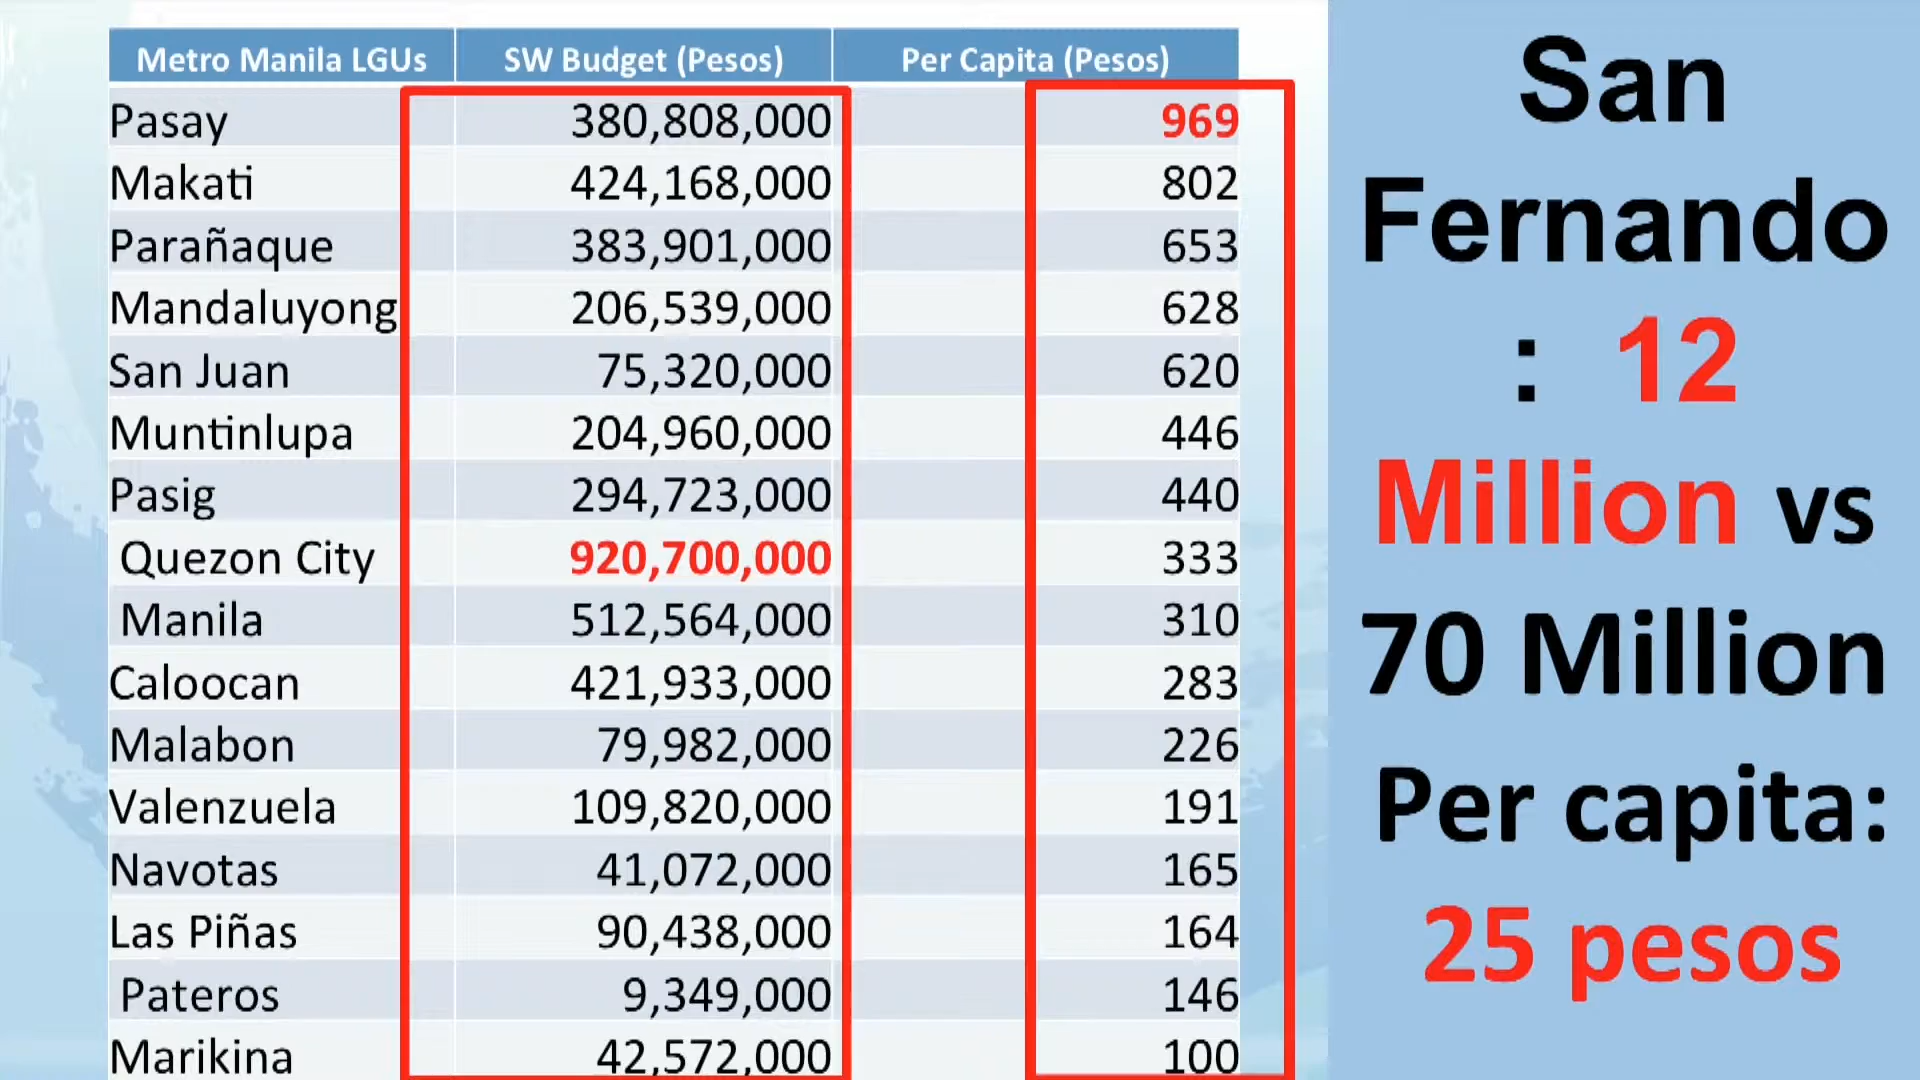 Metro Manila LGUs SW Budget (Pesos) Per Capita (Pesos)
Pasay 380,808,000 969
Makati 424,168,000 802
Parañaque 383,901,000 653
Mandaluyong 206,539,000 628
San Juan 75,320,000 620
Muntinlupa 204,960,000 446
Pasig 294,723,000 440
Quezon City 920,700,000 333
Manila 512,564,000 310
Caloocan 421,933,000 283
Malabon 79,982,000 226
Valenzuela 109,820,000 191
Navotas 41,072,000 165
Las Piñas 90,438,000 164
Pateros 9,349,000 146
Marikina 42,572,000 100
San
Fernando
: 12
Million vs
70 Million
Per capita:
25 pesos